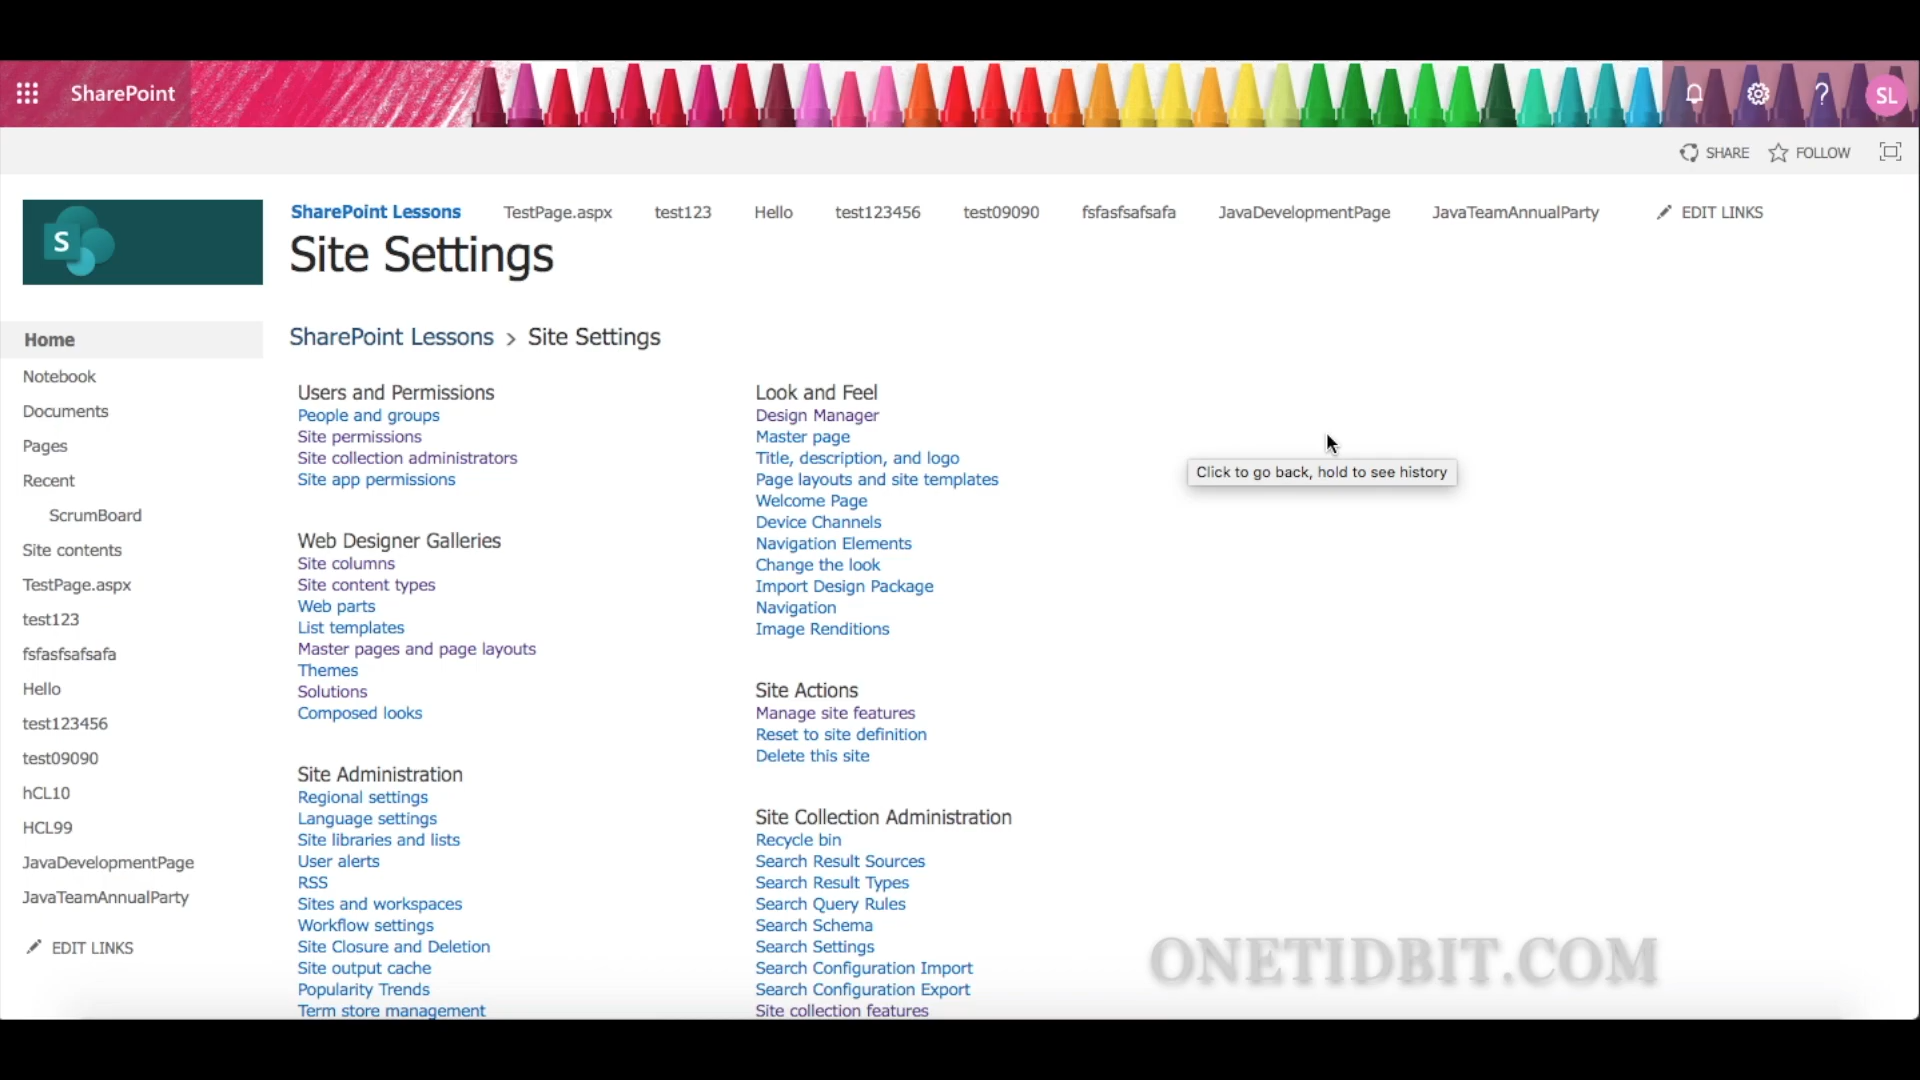 SharePoint
SL
SHARE
FOLLOW
S
SharePoint Lessons TestPage.aspx test123 Hello test123456 test09090 fsfasfsafsafa JavaDevelopmentPage JavaTeamAnnualParty EDIT LINKS
Site Settings
Home
Notebook
Documents
Pages
Recent
ScrumBoard
Site contents
TestPage.aspx
test123
fsfasfsafsafa
Hello
test123456
test09090
hCL10
HCL99
JavaDevelopmentPage
JavaTeamAnnualParty
EDIT LINKS
SharePoint Lessons › Site Settings
Users and Permissions
People and groups
Site permissions
Site collection administrators
Site app permissions
Web Designer Galleries
Site columns
Site content types
Web parts
List templates
Master pages and page layouts
Themes
Solutions
Composed looks
Site Administration
Regional settings
Language settings
Site libraries and lists
User alerts
RSS
Sites and workspaces
Workflow settings
Site Closure and Deletion
Site output cache
Popularity Trends
Term store management
Look and Feel
Design Manager
Master page
Title, description, and logo
Page layouts and site templates
Welcome Page
Device Channels
Navigation Elements
Change the look
Import Design Package
Navigation
Image Renditions
Site Actions
Manage site features
Reset to site definition
Delete this site
Site Collection Administration
Recycle bin
Search Result Sources
Search Result Types
Search Query Rules
Search Schema
Search Settings
Search Configuration Import
Search Configuration Export
Site collection features
Click to go back, hold to see history
ONETIDBIT.COM